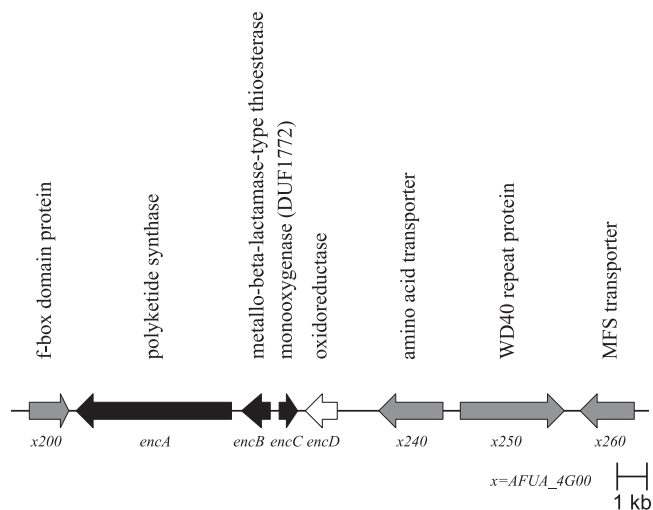 f-box domain protein
polyketide synthase
metallo-beta-lactamase-type thioesterase
monooxygenase (DUF1772)
oxidoreductase
amino acid transporter
WD40 repeat protein
MFS transporter
x200 encA encB encC encD x240 x250 x260
x=AFUA_4G00
1 kb